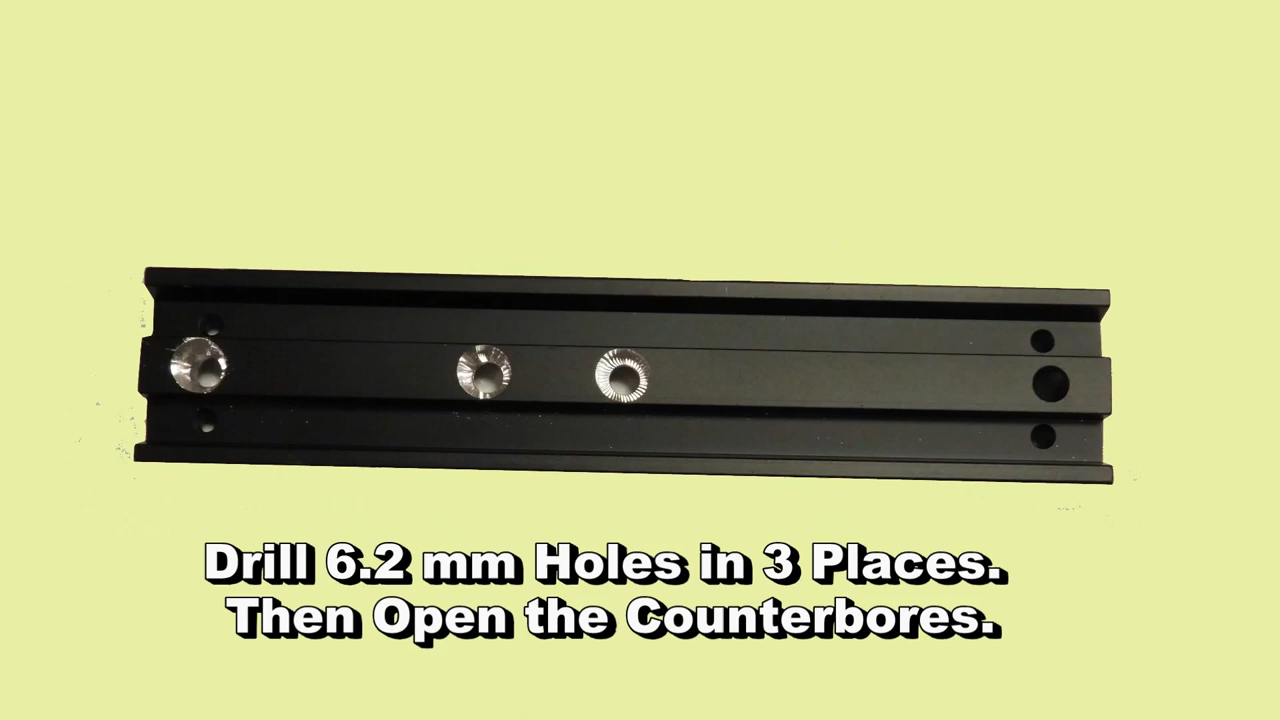 Drill 6.2 mm Holes in 3 Places.
Then Open the Counterbores.